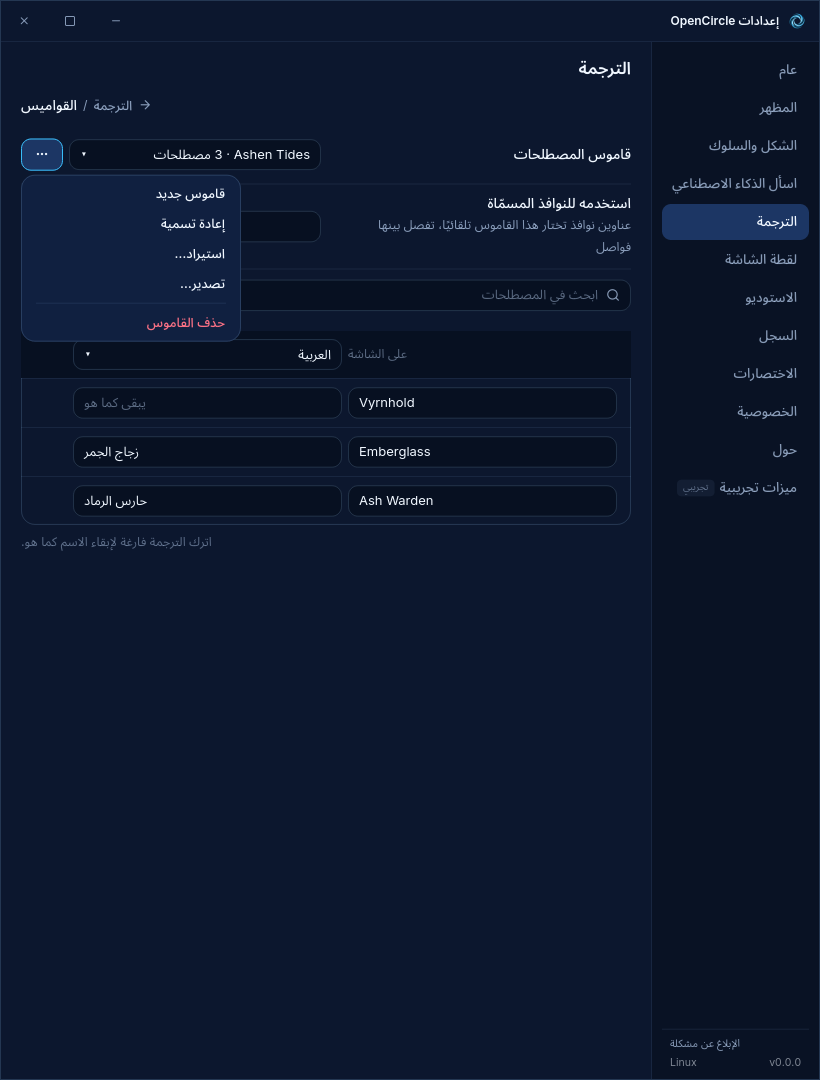 إعدادات OpenCircle
عام
المظهر
الشكل والسلوك
اسأل الذكاء الاصطناعي
الترجمة
لقطة الشاشة
الاستوديو
السجل
الاختصارات
الخصوصية
حول
ميزات تجريبية تجريبي
الإبلاغ عن مشكلة
v0.0.0 Linux
الترجمة
الترجمة / القواميس
قاموس المصطلحات
Ashen Tides · 3 مصطلحات
قاموس جديد
إعادة تسمية
استيراد...
تصدير...
حذف القاموس
استخدمه للنوافذ المسمّاة
عناوين نوافذ تختار هذا القاموس تلقائيًا، تفصل بينها
فواصل
ابحث في المصطلحات
على الشاشة العربية
Vyrnhold يبقى كما هو
Emberglass زجاج الجمر
Ash Warden حارس الرماد
اترك الترجمة فارغة لإبقاء الاسم كما هو.